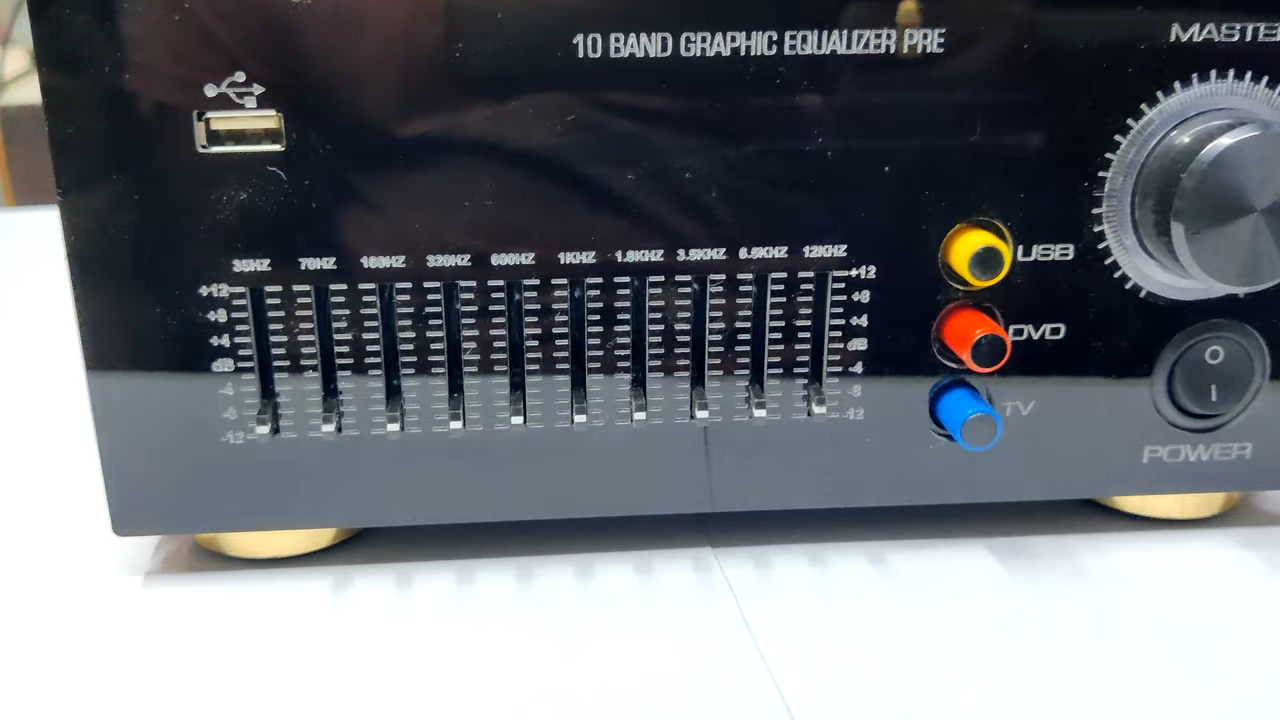 10 BAND GRAPHIC EQUALIZER PRE
MASTE
35HZ 70HZ 160HZ 320HZ 600HZ 1KHZ 1.8KHZ 3.5KHZ 6.5KHZ 12KHZ
+12 +12
+8 +8
+4 +4
dB dB
-4 -4
-8 -8
-12 -12
USB
DVD
TV
O
I
POWER